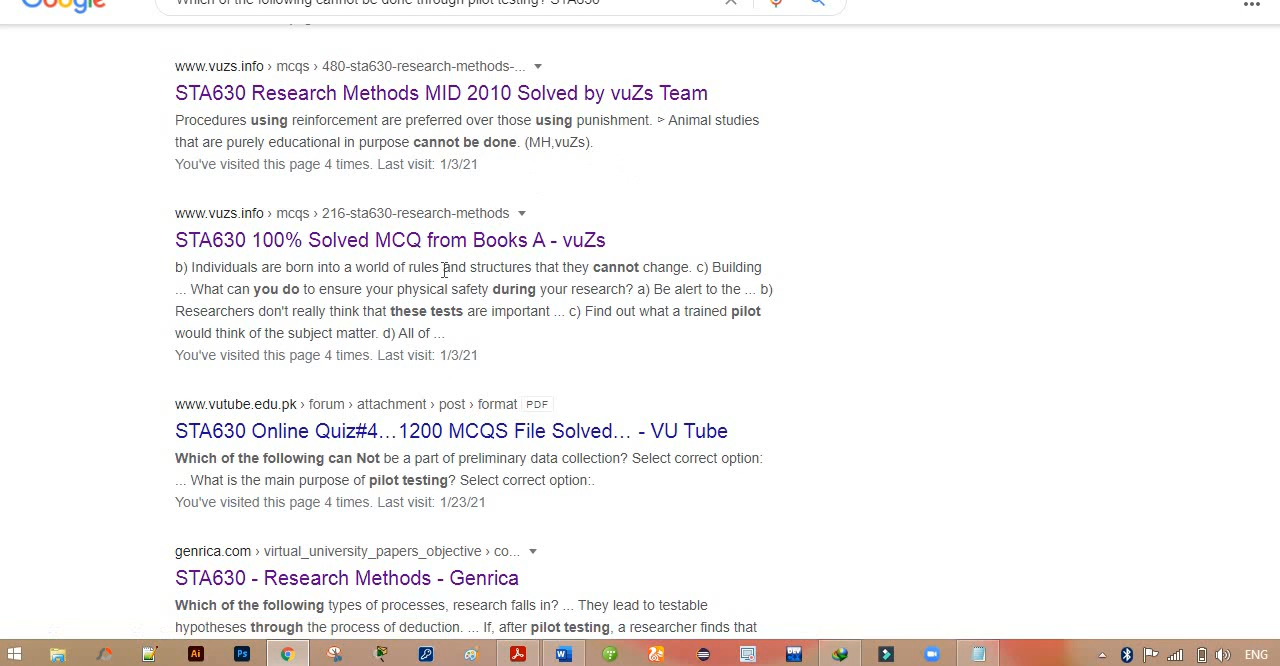 Google
Which of the following cannot be done through pilot testing? STA630
www.vuzs.info › mcqs › 480-sta630-research-methods-...
STA630 Research Methods MID 2010 Solved by vuZs Team
Procedures using reinforcement are preferred over those using punishment. > Animal studies
that are purely educational in purpose cannot be done. (MH,vuZs).
You've visited this page 4 times. Last visit: 1/3/21
www.vuzs.info › mcqs › 216-sta630-research-methods
STA630 100% Solved MCQ from Books A - vuZs
b) Individuals are born into a world of rules and structures that they cannot change. c) Building
... What can you do to ensure your physical safety during your research? a) Be alert to the ... b)
Researchers don't really think that these tests are important ... c) Find out what a trained pilot
would think of the subject matter. d) All of ...
You've visited this page 4 times. Last visit: 1/3/21
www.vutube.edu.pk › forum › attachment › post › format PDF
STA630 Online Quiz#4...1200 MCQS File Solved... - VU Tube
Which of the following can Not be a part of preliminary data collection? Select correct option:
... What is the main purpose of pilot testing? Select correct option:.
You've visited this page 4 times. Last visit: 1/23/21
genrica.com › virtual_university_papers_objective › co...
STA630 - Research Methods - Genrica
Which of the following types of processes, research falls in? ... They lead to testable
hypotheses through the process of deduction. ... If, after pilot testing, a researcher finds that
Ai
Ps
ENG